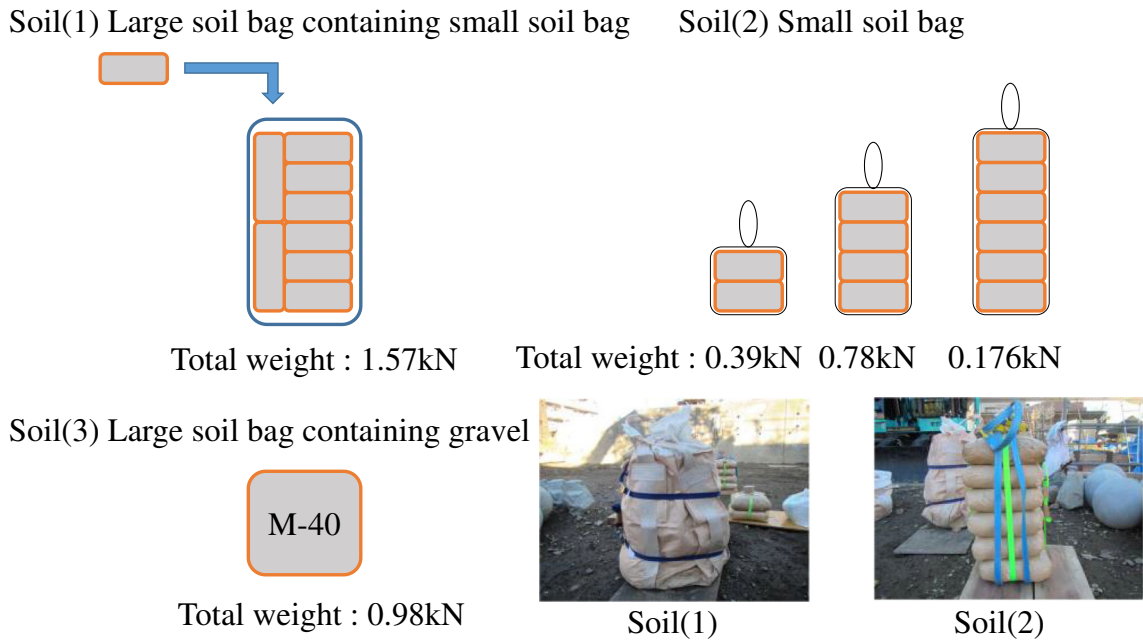 Soil(1) Large soil bag containing small soil bag
Soil(2) Small soil bag
Total weight : 1.57kN
Total weight : 0.39kN 0.78kN 0.176kN
Soil(3) Large soil bag containing gravel
M-40
Total weight : 0.98kN
Soil(1)
Soil(2)